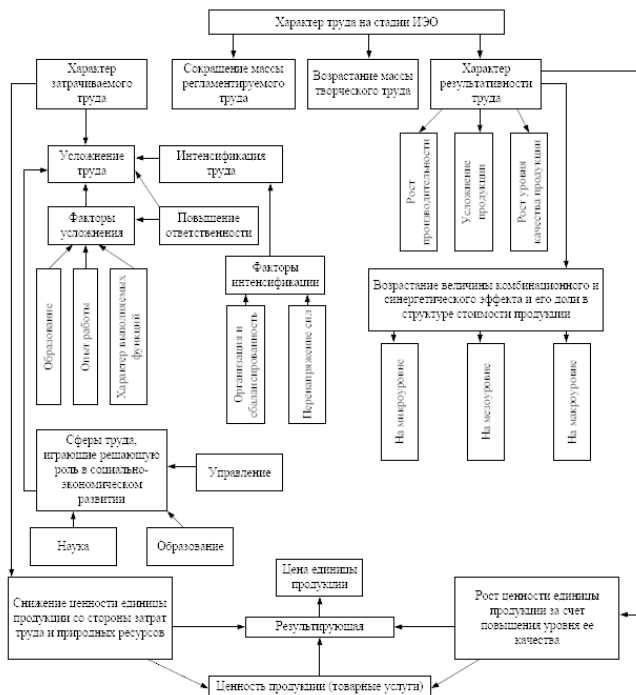 Характер труда на стадии ИЭО
Характер
затрачиваемого
труда
Сокращение массы
регламентируемого
труда
Возрастание массы
творческого труда
Характер
результативности
труда
Усложнение
труда
Интенсификация
труда
Рост
производительности
Усложнение
продукции
Рост уровня
качества продукции
Факторы
усложнения
Повышение
ответственности
Факторы
интенсификации
Образование
Опыт работы
Характер выполняемых
функций
Организация и
сбалансированность
Перенапряжение сил
Возрастание величины комбинационного и
синергетического эффекта и его доли в
структуре стоимости продукции
На микроуровне
На мезоуровне
На макроуровне
Сферы труда,
играющие решающую
роль в социально-
экономическом
развитии
Управление
Наука
Образование
Цена единицы
продукции
Снижение ценности единицы
продукции со стороны затрат
труда и природных ресурсов
Результирующая
Рост ценности единицы
продукции за счет
повышения уровня ее
качества
Ценность продукции (товарные услуги)